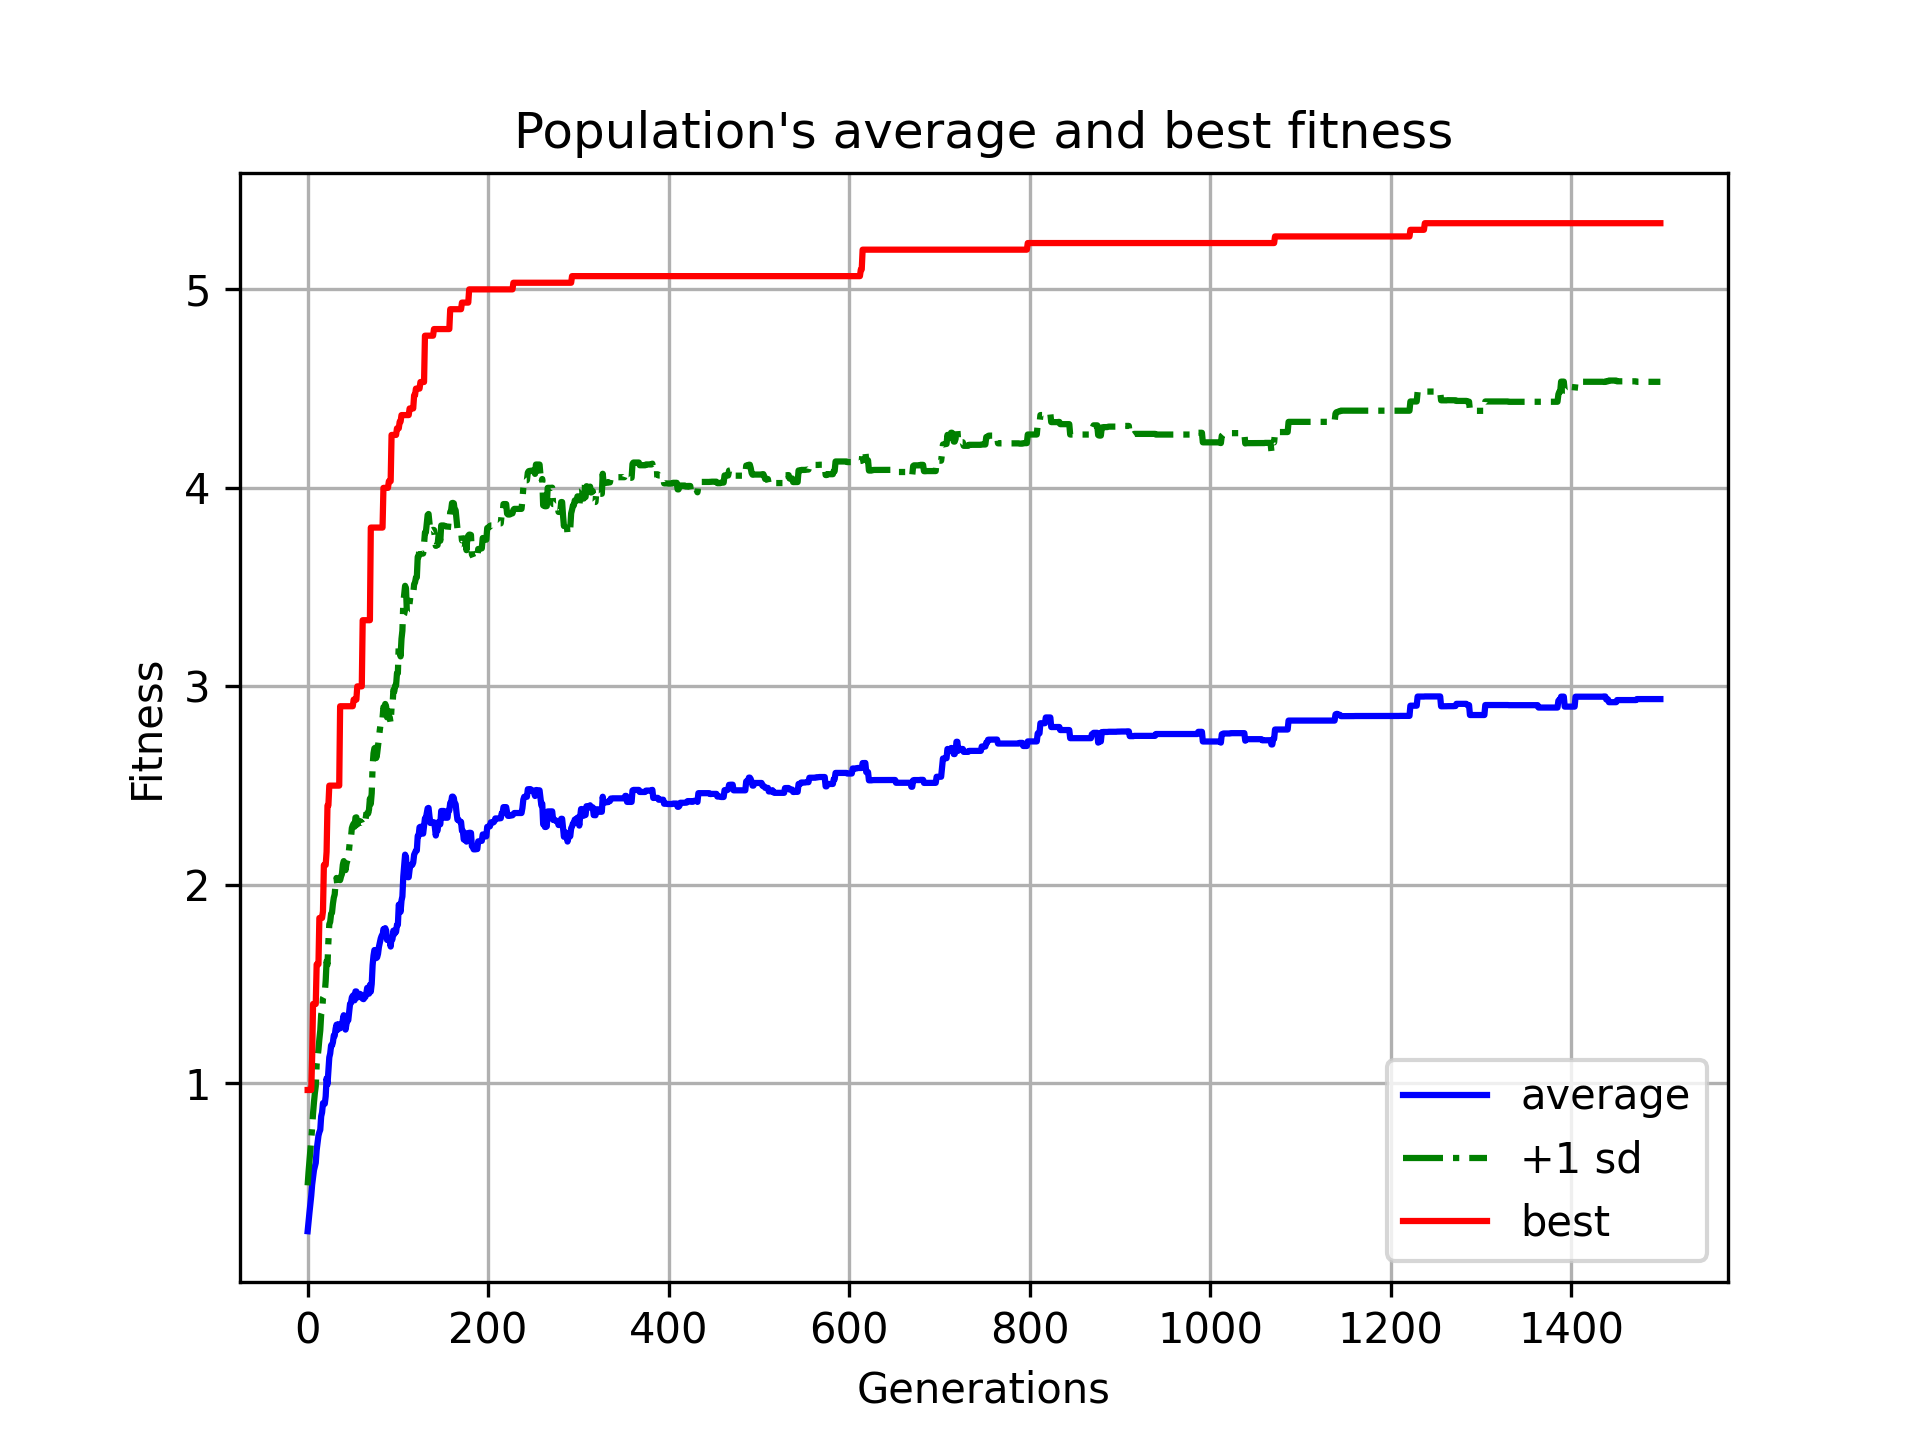 Population's average and best fitness
Fitness
5
4
3
2
1
average
+1 sd
best
0 200 400 600 800 1000 1200 1400
Generations